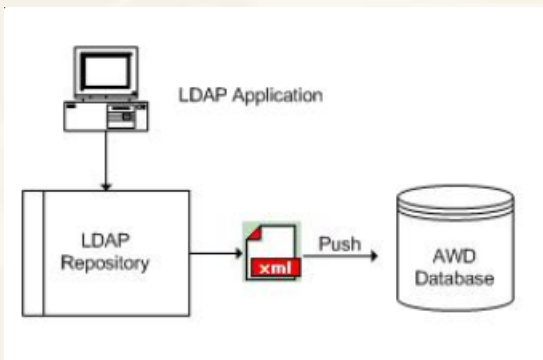 LDAP Application
LDAP
Repository
xml
Push
AWD
Database